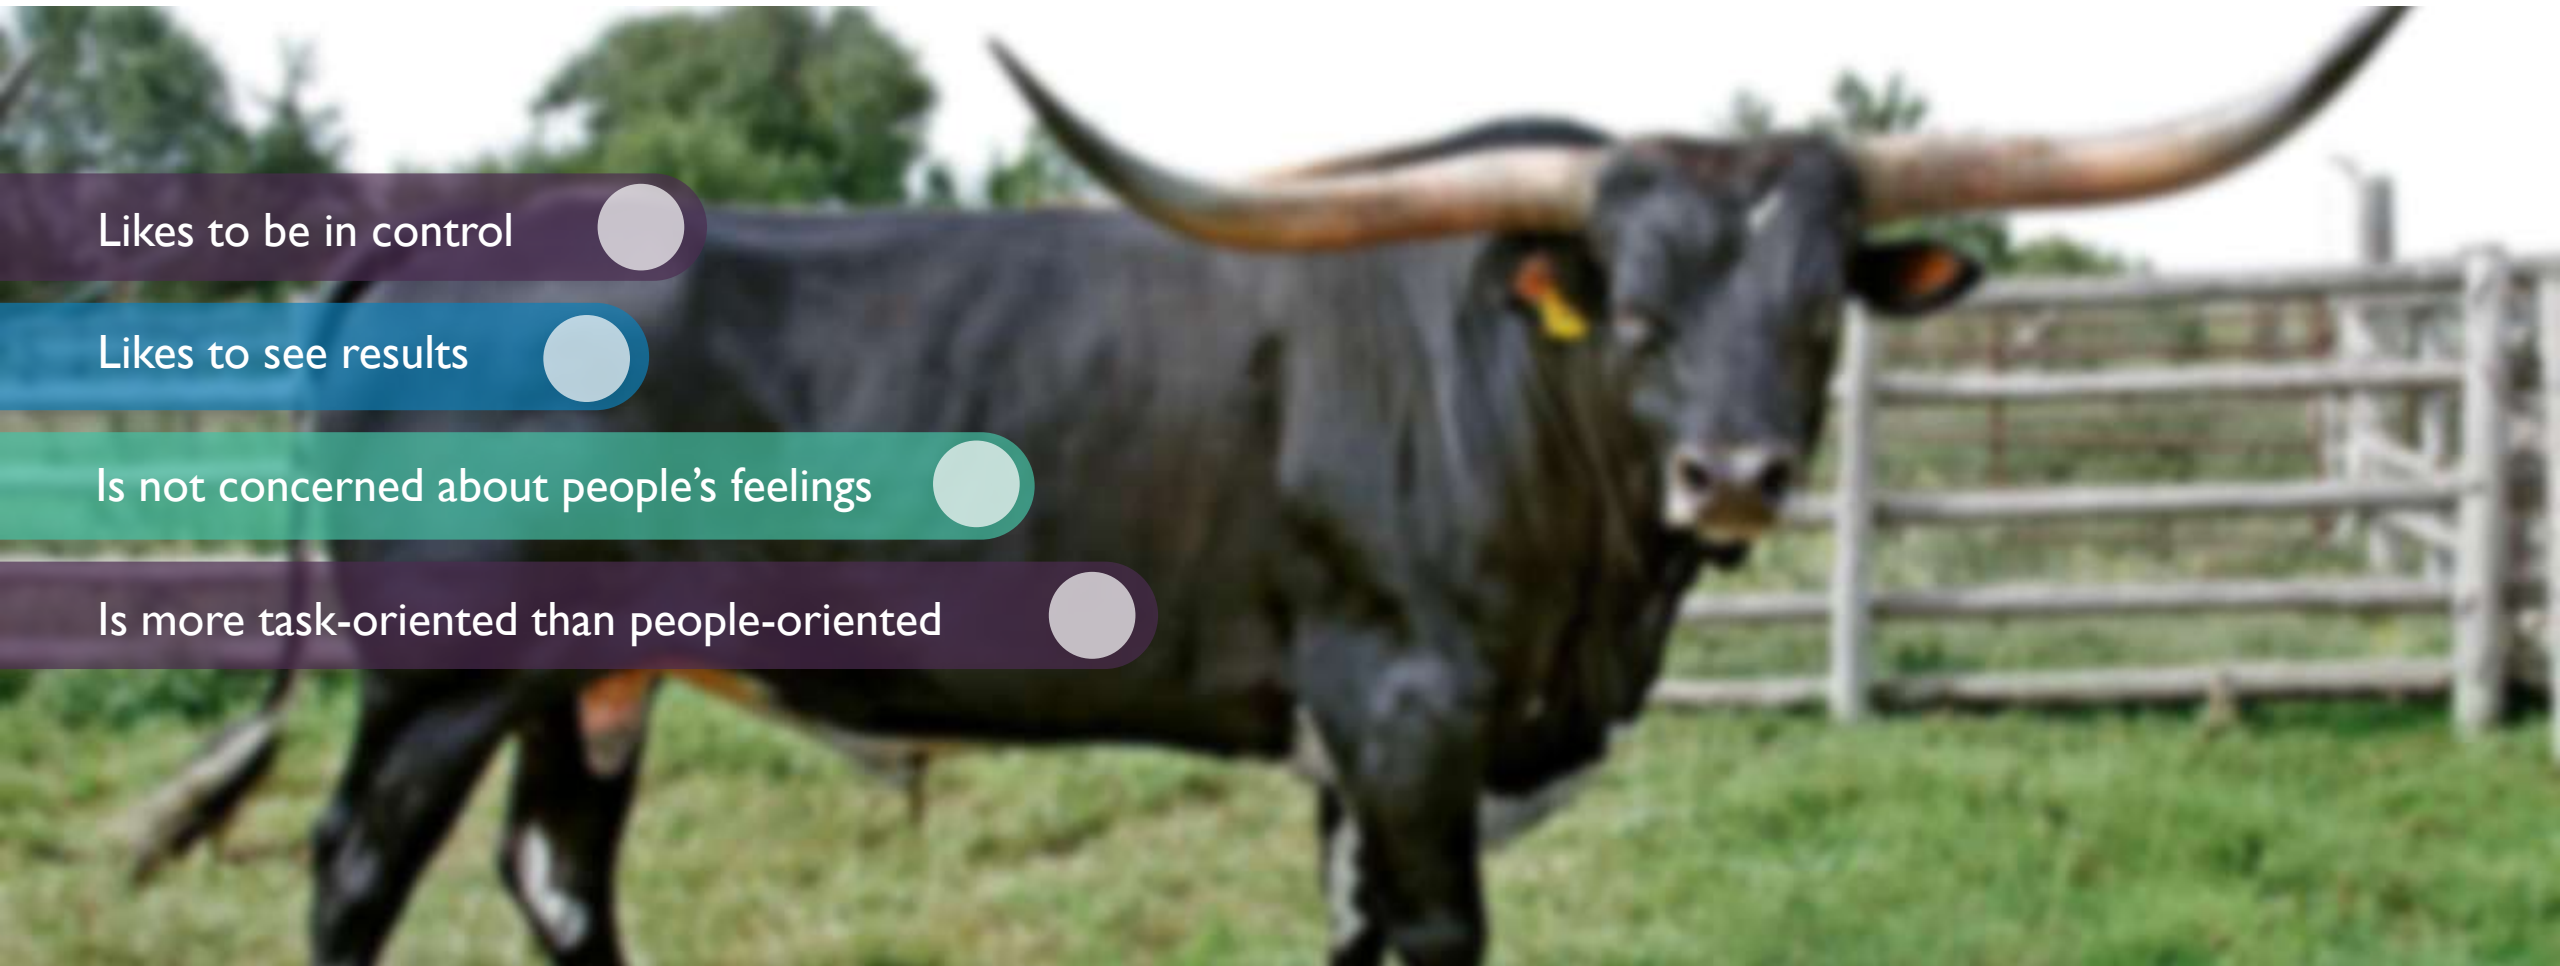 Likes to be in control
Likes to see results
Is not concerned about people’s feelings
Is more task-oriented than people-oriented